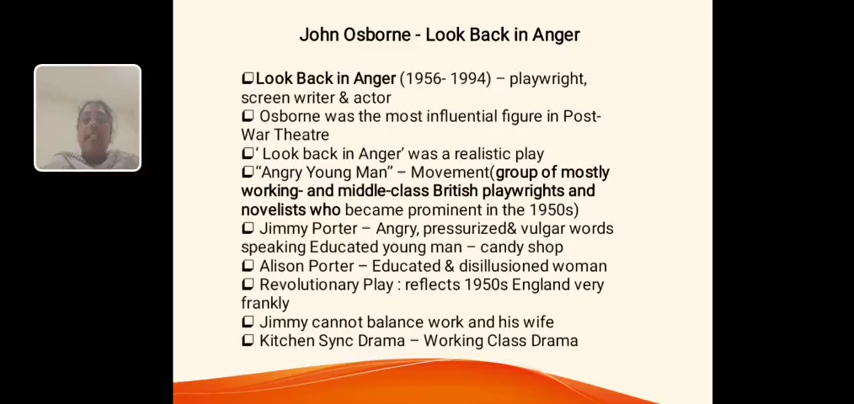 John Osborne - Look Back in Anger
❑Look Back in Anger (1956- 1994) – playwright,
screen writer & actor
❑ Osborne was the most influential figure in Post-
War Theatre
❑‘ Look back in Anger’ was a realistic play
❑“Angry Young Man” – Movement(group of mostly
working- and middle-class British playwrights and
novelists who became prominent in the 1950s)
❑ Jimmy Porter – Angry, pressurized& vulgar words
speaking Educated young man – candy shop
❑ Alison Porter – Educated & disillusioned woman
❑ Revolutionary Play : reflects 1950s England very
frankly
❑ Jimmy cannot balance work and his wife
❑ Kitchen Sync Drama – Working Class Drama